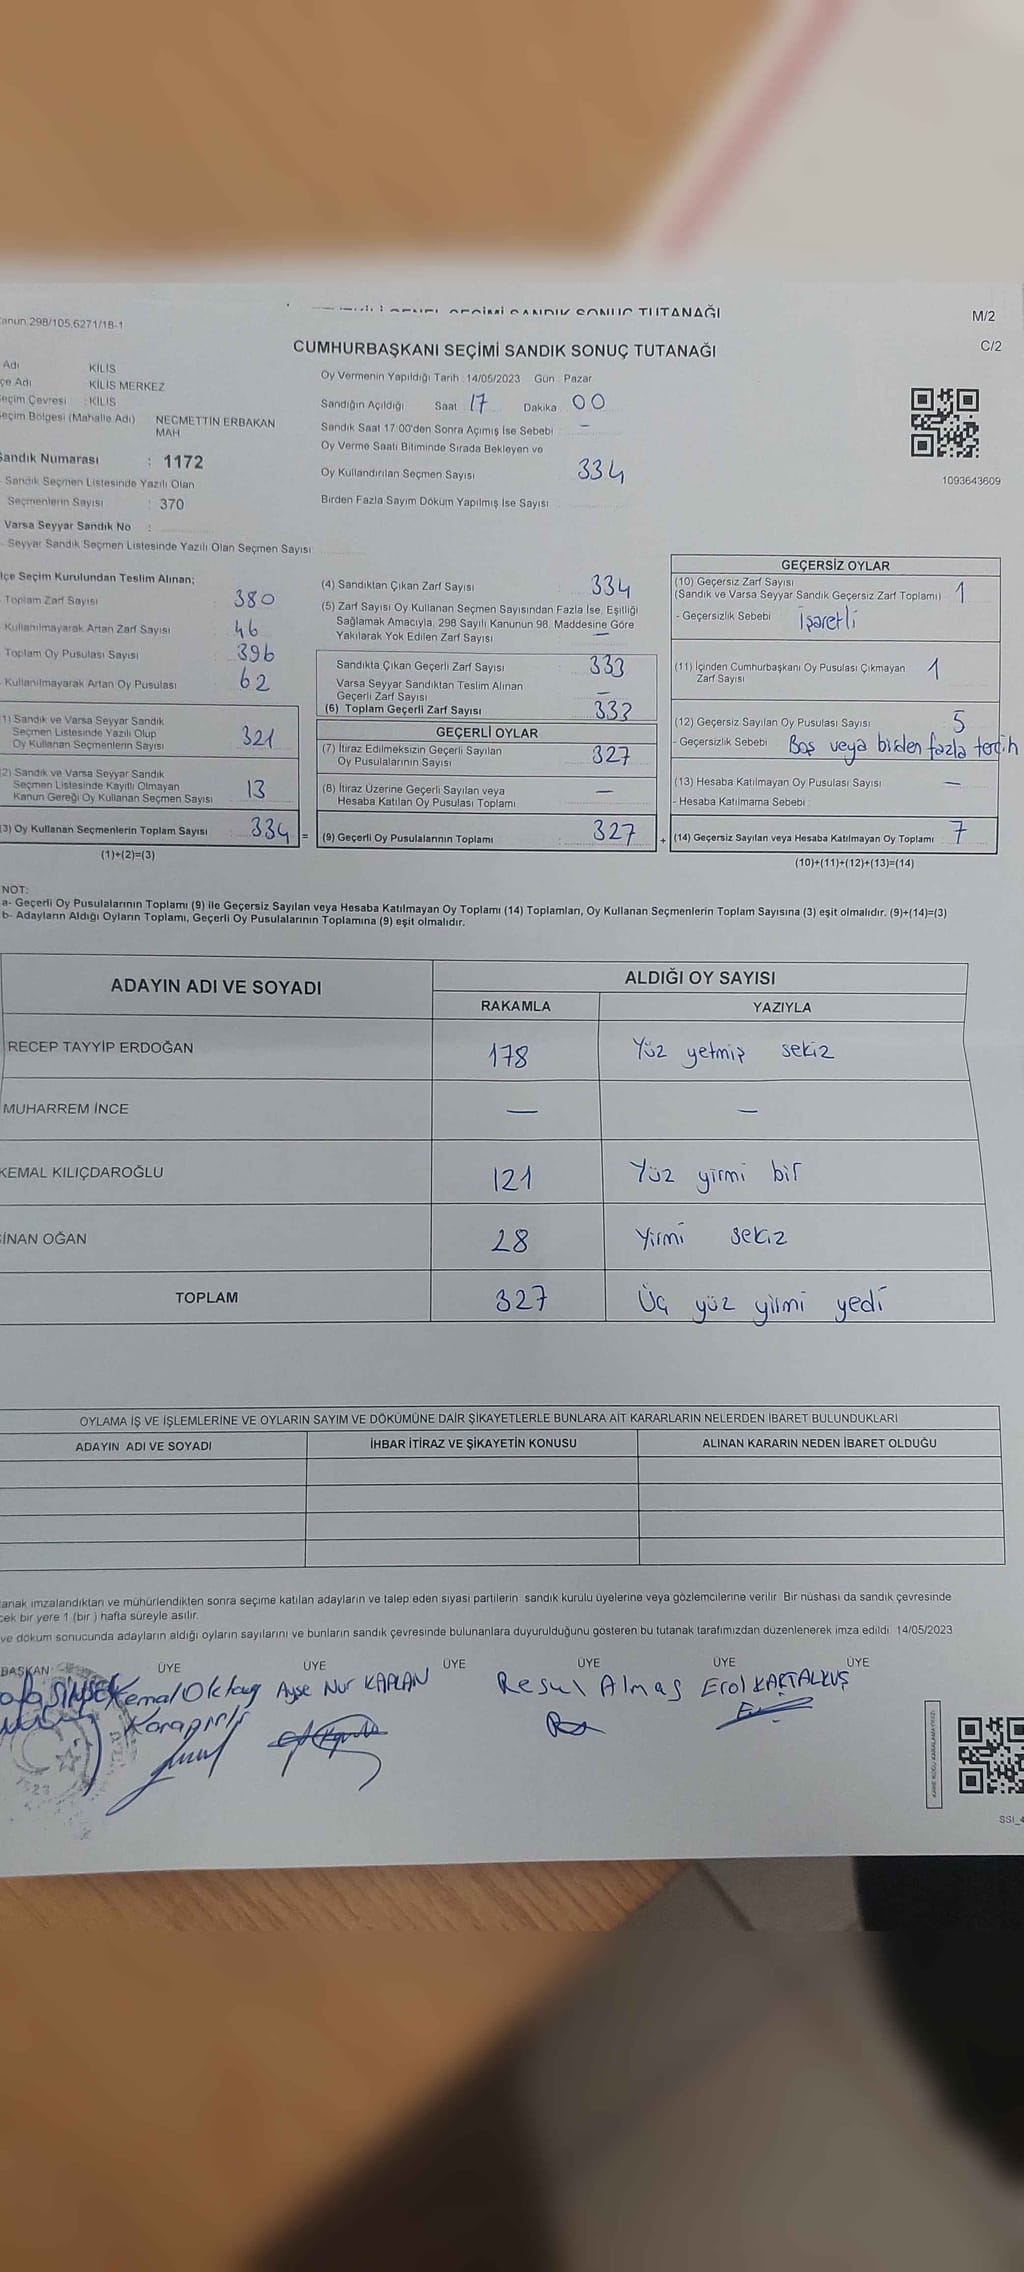 GENEL SEÇİMİ SANDIK SONUÇ TUTANAĞI
M/2
anun 298/105,6271/18-1
CUMHURBAŞKANI SEÇİMİ SANDIK SONUÇ TUTANAĞI
C/2
Adı KİLİS
çe Adı KİLİS MERKEZ
eçim Çevresi : KİLİS
eçim Bölgesi (Mahalle Adı) NECMETTİN ERBAKAN
MAH
andık Numarası : 1172
- Sandık Seçmen Listesinde Yazılı Olan
Seçmenlerin Sayısı : 370
Varsa Seyyar Sandık No :
- Seyyar Sandık Seçmen Listesinde Yazılı Olan Seçmen Sayısı
Oy Vermenin Yapıldığı Tarih :14/05/2023 Gün : Pazar
Sandığın Açıldığı Saat : 17 Dakika : 00
Sandık Saat 17:00'den Sonra Açımış İse Sebebi : —
Oy Verme Saati Bitiminde Sırada Bekleyen ve
Oy Kullandırılan Seçmen Sayısı : 334
Birden Fazla Sayım Döküm Yapılmış İse Sayısı :
1093643609
lçe Seçim Kurulundan Teslim Alınan;
Toplam Zarf Sayısı : 380
Kullanılmayarak Artan Zarf Sayısı : 46
Toplam Oy Pusulası Sayısı : 396
Kullanılmayarak Artan Oy Pusulası : 62
1) Sandık ve Varsa Seyyar Sandık
Seçmen Listesinde Yazılı Olup
Oy Kullanan Seçmenlerin Sayısı : 321
2) Sandık ve Varsa Seyyar Sandık
Seçmen Listesinde Kayıtlı Olmayan
Kanun Gereği Oy Kullanan Seçmen Sayısı : 13
3) Oy Kullanan Seçmenlerin Toplam Sayısı : 334 =
(1)+(2)=(3)
(4) Sandıktan Çıkan Zarf Sayısı : 334
(5) Zarf Sayısı Oy Kullanan Seçmen Sayısından Fazla İse, Eşitliği
Sağlamak Amacıyla, 298 Sayılı Kanunun 98. Maddesine Göre
Yakılarak Yok Edilen Zarf Sayısı : —
Sandıkta Çıkan Geçerli Zarf Sayısı : 333
Varsa Seyyar Sandıktan Teslim Alınan
Geçerli Zarf Sayısı : —
(6) Toplam Geçerli Zarf Sayısı : 333
GEÇERLİ OYLAR
(7) İtiraz Edilmeksizin Geçerli Sayılan
Oy Pusulalarının Sayısı : 327
(8) İtiraz Üzerine Geçerli Sayılan veya
Hesaba Katılan Oy Pusulası Toplamı : —
(9) Geçerli Oy Pusulalarının Toplamı : 327 +
GEÇERSİZ OYLAR
(10) Geçersiz Zarf Sayısı
(Sandık ve Varsa Seyyar Sandık Geçersiz Zarf Toplamı) : 1
- Geçersizlik Sebebi : İşaretli
(11) İçinden Cumhurbaşkanı Oy Pusulası Çıkmayan
Zarf Sayısı : 1
(12) Geçersiz Sayılan Oy Pusulası Sayısı : 5
- Geçersizlik Sebebi : Boş veya birden fazla tercih
(13) Hesaba Katılmayan Oy Pusulası Sayısı : —
- Hesaba Katılmama Sebebi :
(14) Geçersiz Sayılan veya Hesaba Katılmayan Oy Toplamı : 7
(10)+(11)+(12)+(13)=(14)
NOT:
a- Geçerli Oy Pusulalarının Toplamı (9) ile Geçersiz Sayılan veya Hesaba Katılmayan Oy Toplamı (14) Toplamları, Oy Kullanan Seçmenlerin Toplam Sayısına (3) eşit olmalıdır. (9)+(14)=(3)
b- Adayların Aldığı Oyların Toplamı, Geçerli Oy Pusulalarının Toplamına (9) eşit olmalıdır.
ADAYIN ADI VE SOYADI ALDIĞI OY SAYISI
RAKAMLA YAZIYLA
RECEP TAYYİP ERDOĞAN 178 Yüz yetmiş sekiz
MUHARREM İNCE — —
KEMAL KILIÇDAROĞLU 121 Yüz yirmi bir
İNAN OĞAN 28 Yirmi sekiz
TOPLAM 327 Üç yüz yirmi yedi
OYLAMA İŞ VE İŞLEMLERİNE VE OYLARIN SAYIM VE DÖKÜMÜNE DAİR ŞİKAYETLERLE BUNLARA AİT KARARLARIN NELERDEN İBARET BULUNDUKLARI
ADAYIN ADI VE SOYADI İHBAR İTİRAZ VE ŞİKAYETİN KONUSU ALINAN KARARIN NEDEN İBARET OLDUĞU
anak imzalandıktan ve mühürlendikten sonra seçime katılan adayların ve talep eden siyasi partilerin sandık kurulu üyelerine veya gözlemcilerine verilir. Bir nüshası da sandık çevresinde
cek bir yere 1 (bir ) hafta süreyle asılır.
ve döküm sonucunda adayların aldığı oyların sayılarını ve bunların sandık çevresinde bulunanlara duyurulduğunu gösteren bu tutanak tarafımızdan düzenlenerek imza edildi. 14/05/2023
BAŞKAN ÜYE ÜYE ÜYE ÜYE ÜYE ÜYE
Kemal Oktay Ayşe Nur KAPLAN Resul Almaş Erol KARTALKUŞ